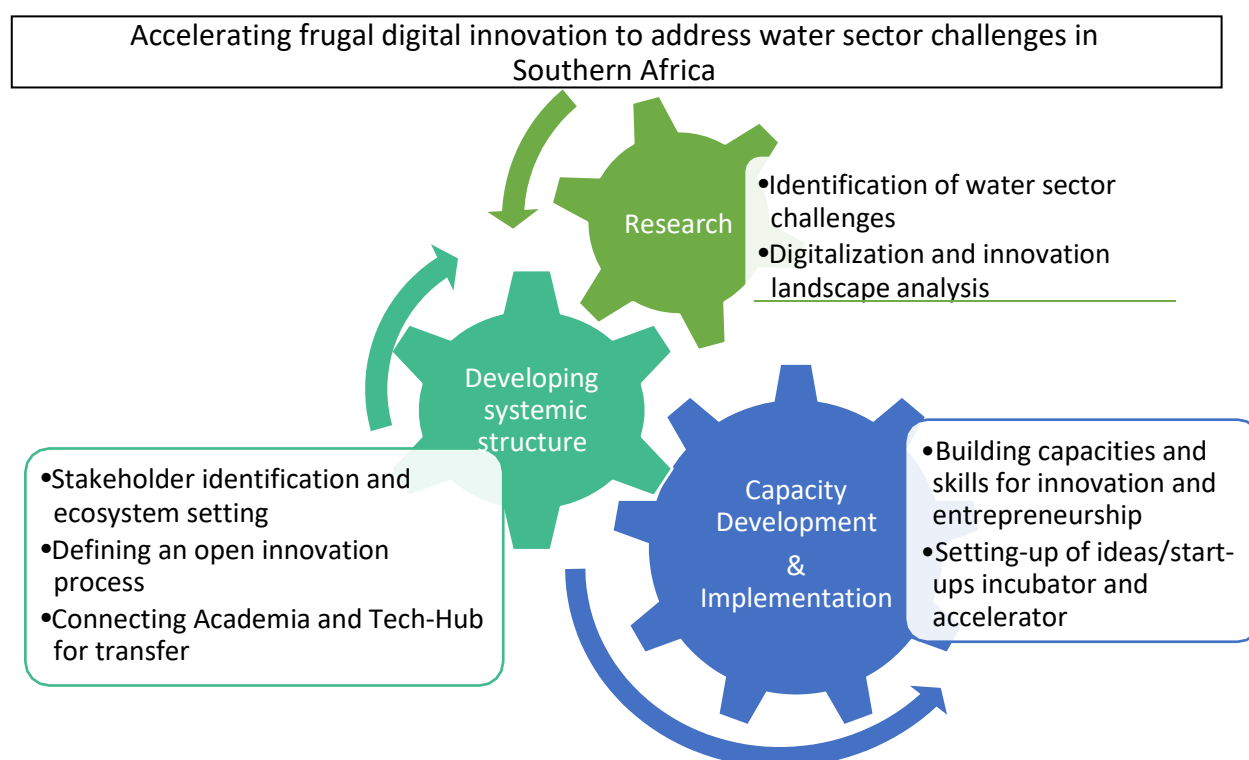 Accelerating frugal digital innovation to address water sector challenges in
Southern Africa
Research
•Identification of water sector
challenges
•Digitalization and innovation
landscape analysis
Developing
systemic
structure
•Stakeholder identification and
ecosystem setting
•Defining an open innovation
process
•Connecting Academia and Tech-Hub
for transfer
Capacity
Development
&
Implementation
•Building capacities and
skills for innovation and
entrepreneurship
•Setting-up of ideas/start-
ups incubator and
accelerator